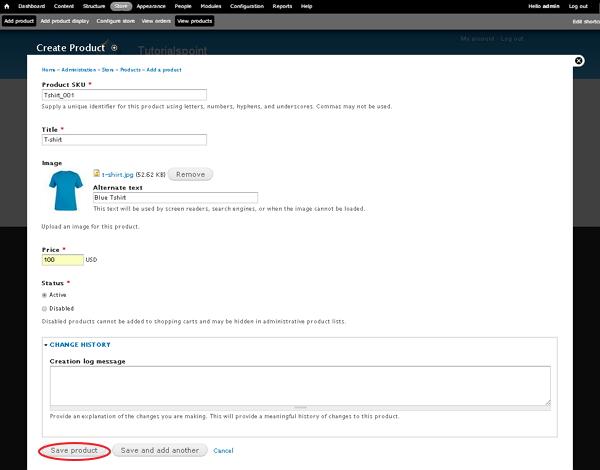 Dashboard Content Structure Store Appearance People Modules Configuration Reports Help Hello admin Log out
Add product Add product display Configure store View orders View products Edit shortc
My account Log out
Create Product
Tutorialspoint
Home » Administration » Store » Products » Add a product
Product SKU *
Tshirt_001
Supply a unique identifier for this product using letters, numbers, hyphens, and underscores. Commas may not be used.
Title *
T-shirt
Image
t-shirt.jpg (52.62 KB) Remove
Alternate text
Blue Tshirt
This text will be used by screen readers, search engines, or when the image cannot be loaded.
Upload an image for this product.
Price *
100 USD
Status *
Active
Disabled
Disabled products cannot be added to shopping carts and may be hidden in administrative product lists.
CHANGE HISTORY
Creation log message
Provide an explanation of the changes you are making. This will provide a meaningful history of changes to this product.
Save product Save and add another Cancel